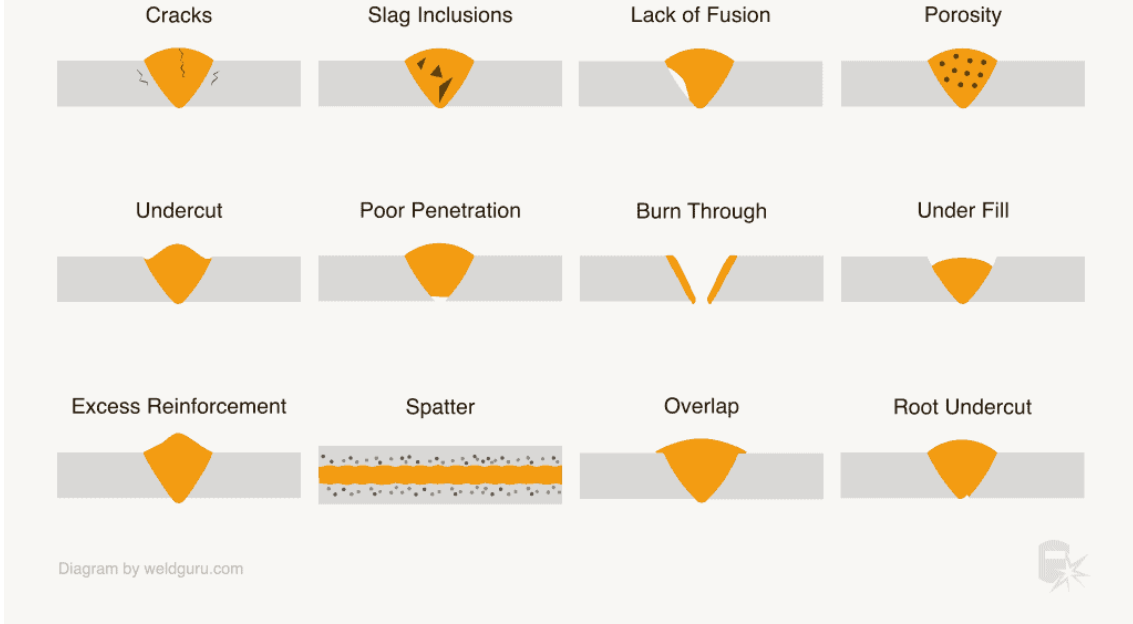 Cracks
Slag Inclusions
Lack of Fusion
Porosity
Undercut
Poor Penetration
Burn Through
Under Fill
Excess Reinforcement
Spatter
Overlap
Root Undercut
Diagram by weldguru.com